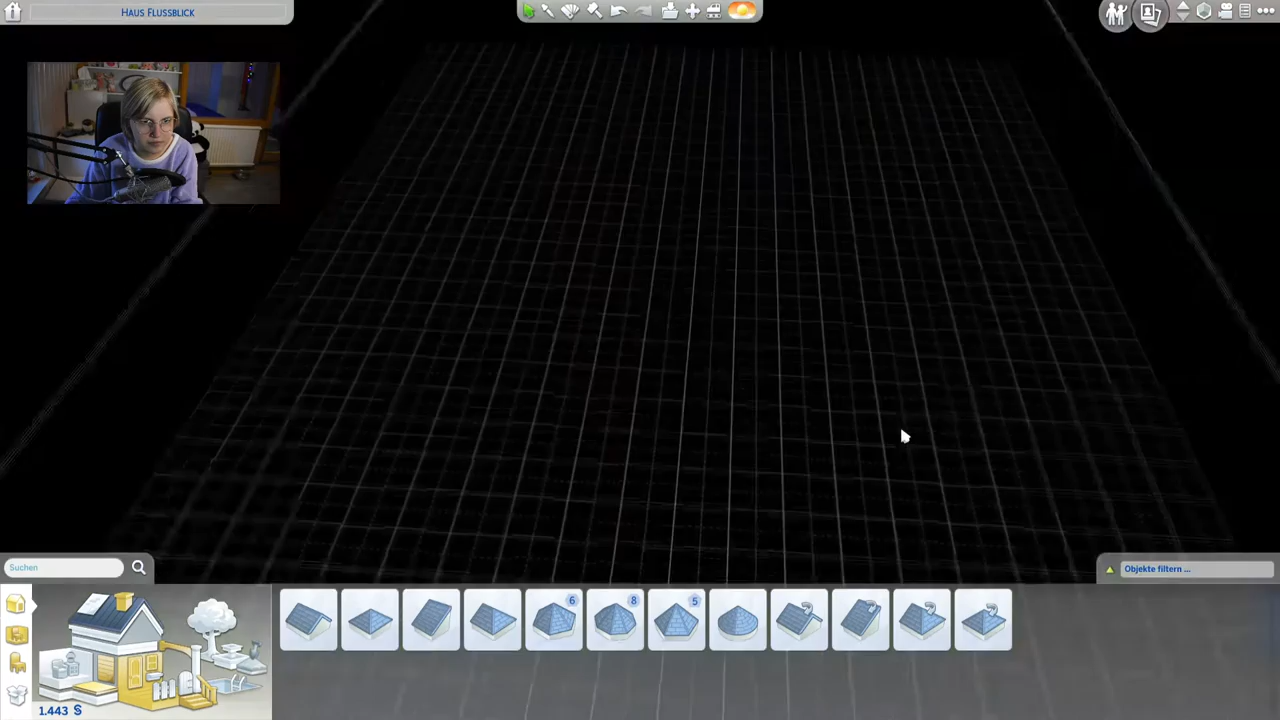 HAUS FLUSSBLICK
Suchen
Objekte filtern ...
6
8
5
1.443 $